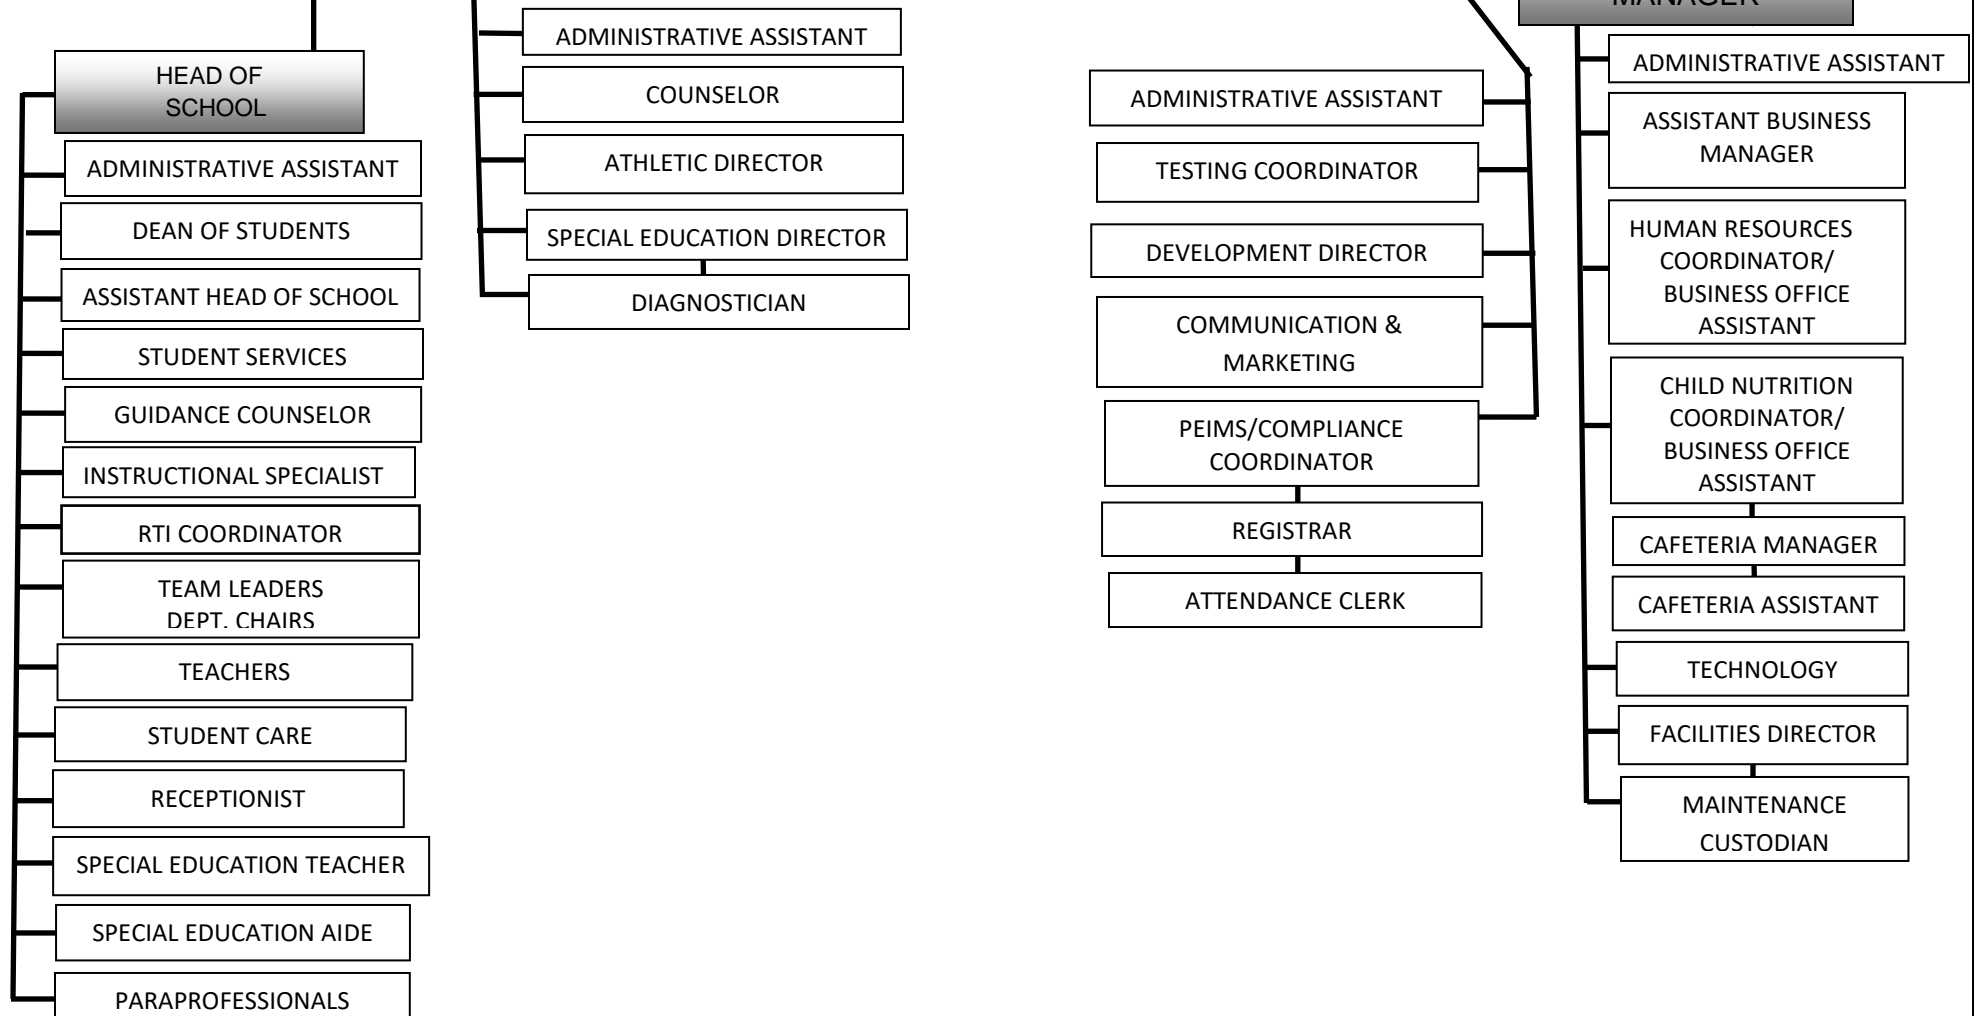 HEAD OF
SCHOOL
ADMINISTRATIVE ASSISTANT
DEAN OF STUDENTS
ASSISTANT HEAD OF SCHOOL
STUDENT SERVICES
GUIDANCE COUNSELOR
INSTRUCTIONAL SPECIALIST
RTI COORDINATOR
TEAM LEADERS
DEPT. CHAIRS
TEACHERS
STUDENT CARE
RECEPTIONIST
SPECIAL EDUCATION TEACHER
SPECIAL EDUCATION AIDE
PARAPROFESSIONALS
ADMINISTRATIVE ASSISTANT
COUNSELOR
ATHLETIC DIRECTOR
SPECIAL EDUCATION DIRECTOR
DIAGNOSTICIAN
ADMINISTRATIVE ASSISTANT
TESTING COORDINATOR
DEVELOPMENT DIRECTOR
COMMUNICATION &
MARKETING
PEIMS/COMPLIANCE
COORDINATOR
REGISTRAR
ATTENDANCE CLERK
MANAGER
ADMINISTRATIVE ASSISTANT
ASSISTANT BUSINESS
MANAGER
HUMAN RESOURCES
COORDINATOR/
BUSINESS OFFICE
ASSISTANT
CHILD NUTRITION
COORDINATOR/
BUSINESS OFFICE
ASSISTANT
CAFETERIA MANAGER
CAFETERIA ASSISTANT
TECHNOLOGY
FACILITIES DIRECTOR
MAINTENANCE
CUSTODIAN